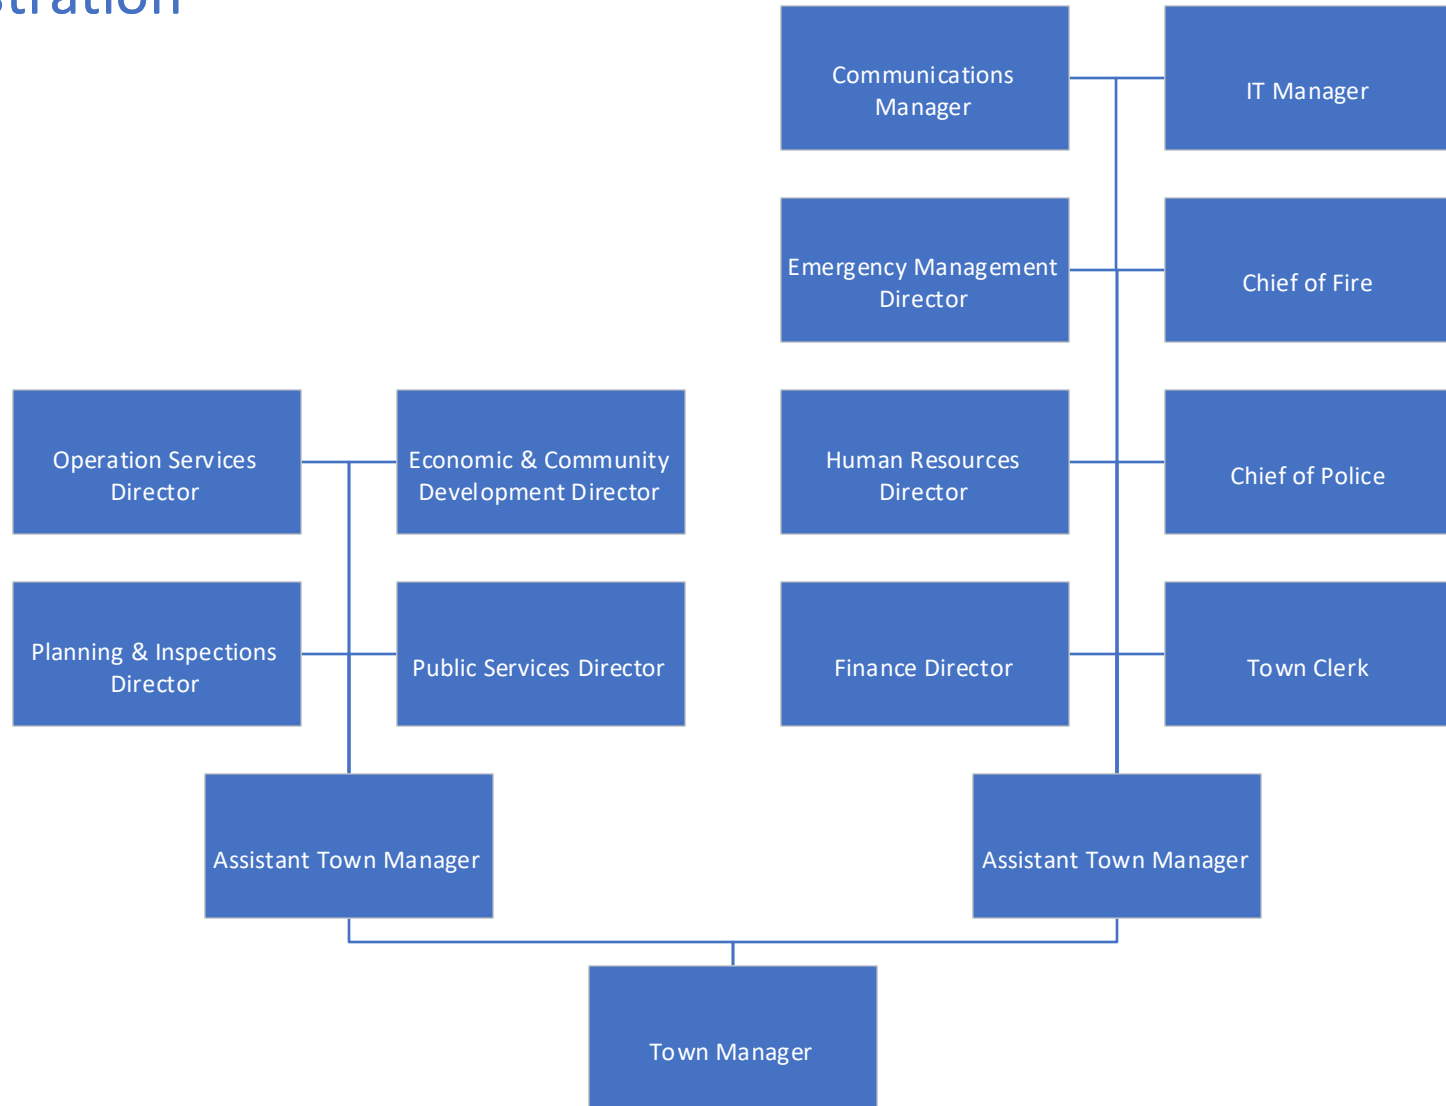 Communications
Manager
IT Manager
Emergency Management
Director
Chief of Fire
Operation Services
Director
Economic & Community
Development Director
Human Resources
Director
Chief of Police
Planning & Inspections
Director
Public Services Director
Finance Director
Town Clerk
Assistant Town Manager
Assistant Town Manager
Town Manager